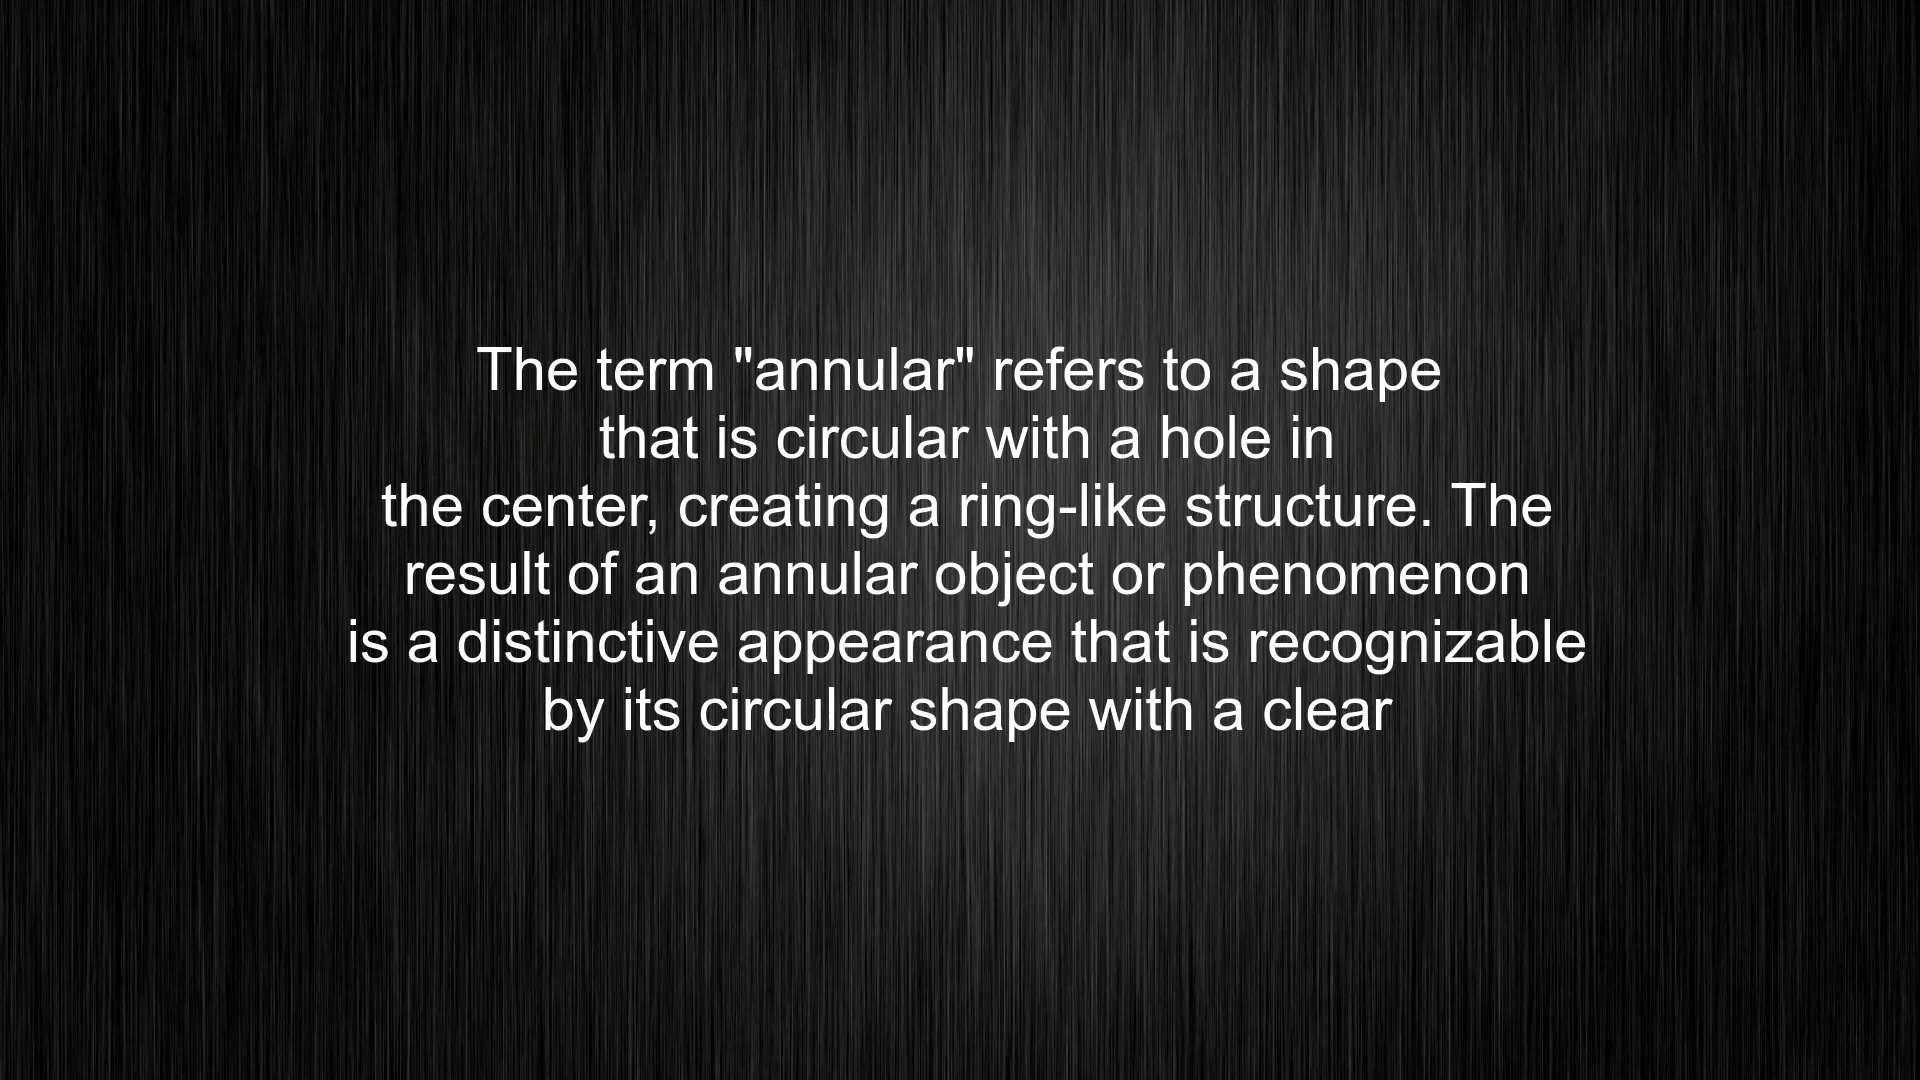 The term "annular" refers to a shape
that is circular with a hole in
the center, creating a ring-like structure. The
result of an annular object or phenomenon
is a distinctive appearance that is recognizable
by its circular shape with a clear